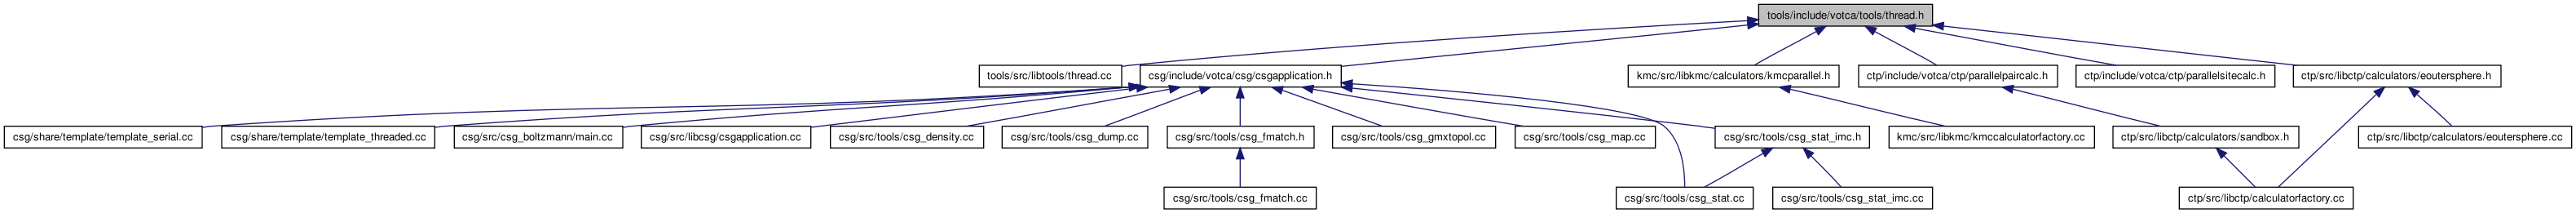 tools/include/votca/tools/thread.h
tools/src/libtools/thread.cc
csg/include/votca/csg/csgapplication.h
kmc/src/libkmc/calculators/kmcparallel.h
ctp/include/votca/ctp/parallelpaircalc.h
ctp/include/votca/ctp/parallelsitecalc.h
ctp/src/libctp/calculators/eoutersphere.h
csg/share/template/template_serial.cc
csg/share/template/template_threaded.cc
csg/src/csg_boltzmann/main.cc
csg/src/libcsg/csgapplication.cc
csg/src/tools/csg_density.cc
csg/src/tools/csg_dump.cc
csg/src/tools/csg_fmatch.h
csg/src/tools/csg_gmxtopol.cc
csg/src/tools/csg_map.cc
csg/src/tools/csg_stat_imc.h
kmc/src/libkmc/kmccalculatorfactory.cc
ctp/src/libctp/calculators/sandbox.h
ctp/src/libctp/calculators/eoutersphere.cc
csg/src/tools/csg_fmatch.cc
csg/src/tools/csg_stat.cc
csg/src/tools/csg_stat_imc.cc
ctp/src/libctp/calculatorfactory.cc